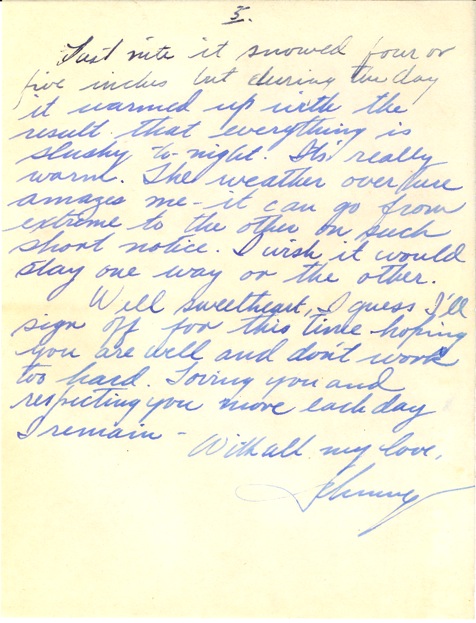 5.
Last nite it snowed four or
five inches but during the day
it warmed up with the
result that everything is
slushy to-night. It's really
warm. The weather over here
amazes me - it can go from
extreme to the other on such
short notice. I wish it would
stay one way or the other.
Well sweetheart, I guess I'll
sign off for this time hoping
you are well and don't work
too hard. Loving you and
respecting you more each day
I remain -
With all my love,
Johnny